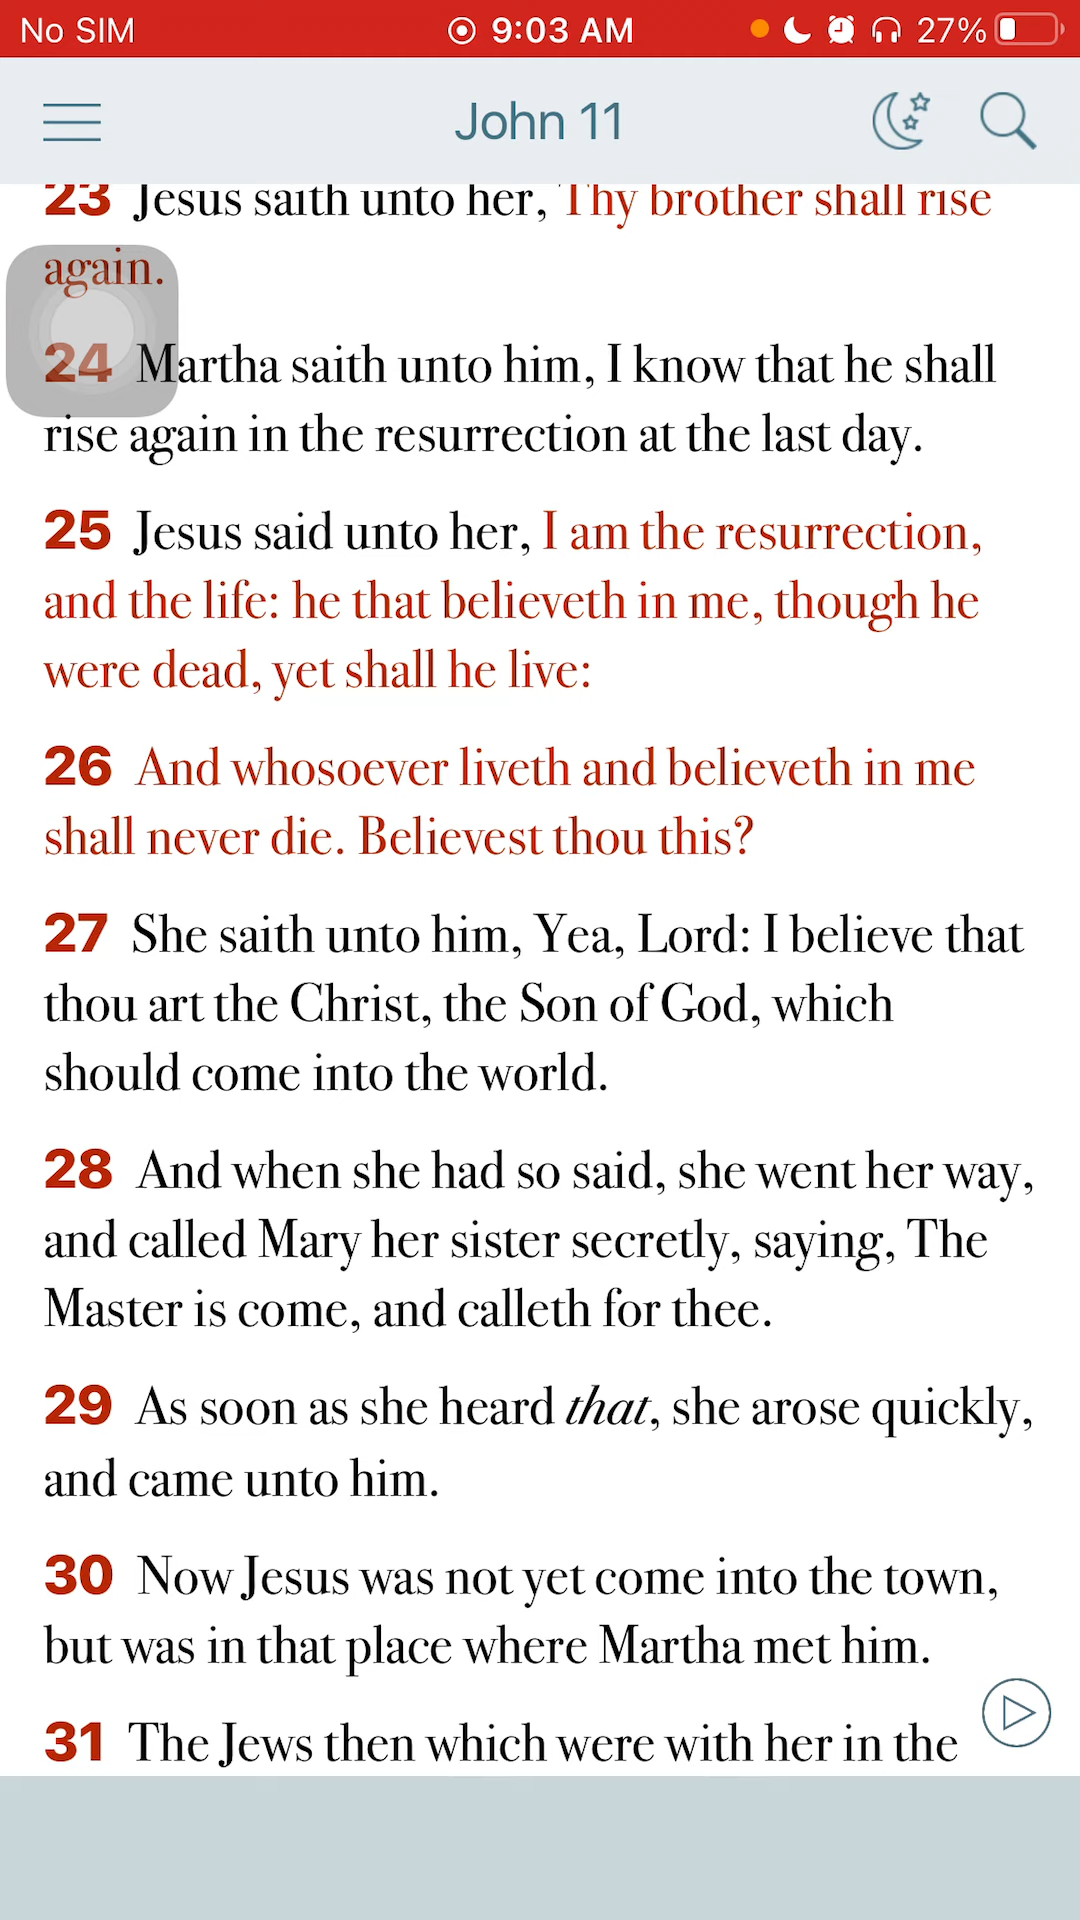 No SIM 9:03 AM 27%
John 11
23 Jesus saith unto her, Thy brother shall rise
again.
24 Martha saith unto him, I know that he shall
rise again in the resurrection at the last day.
25 Jesus said unto her, I am the resurrection,
and the life: he that believeth in me, though he
were dead, yet shall he live:
26 And whosoever liveth and believeth in me
shall never die. Believest thou this?
27 She saith unto him, Yea, Lord: I believe that
thou art the Christ, the Son of God, which
should come into the world.
28 And when she had so said, she went her way,
and called Mary her sister secretly, saying, The
Master is come, and calleth for thee.
29 As soon as she heard that, she arose quickly,
and came unto him.
30 Now Jesus was not yet come into the town,
but was in that place where Martha met him.
31 The Jews then which were with her in the